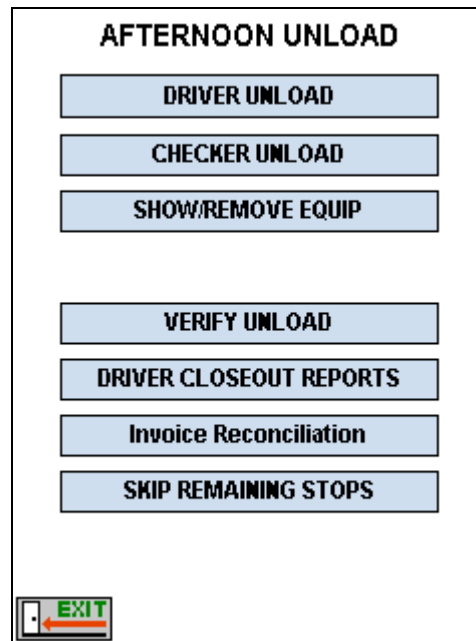 AFTERNOON UNLOAD
DRIVER UNLOAD
CHECKER UNLOAD
SHOW/REMOVE EQUIP
VERIFY UNLOAD
DRIVER CLOSEOUT REPORTS
Invoice Reconciliation
SKIP REMAINING STOPS
EXIT